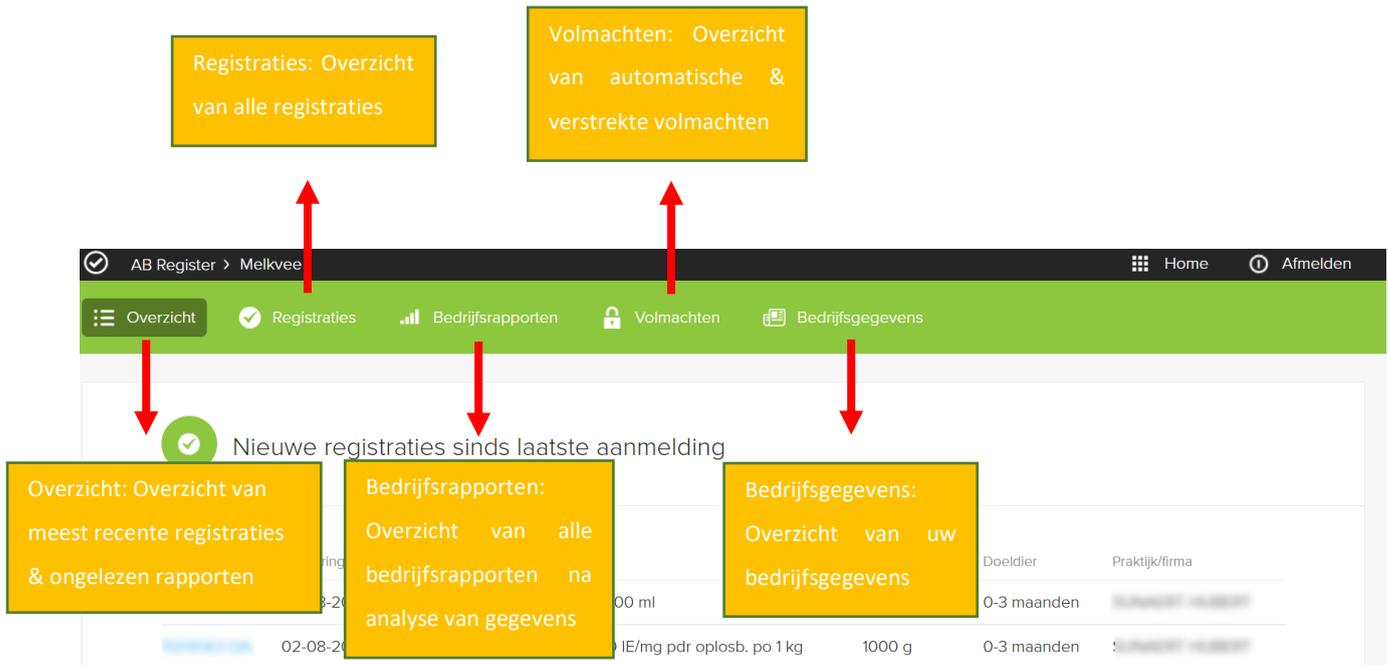 Registraties: Overzicht
van alle registraties
Volmachten: Overzicht
van automatische &
verstrekte volmachten
AB Register > Melkvee
Home
Afmelden
Overzicht
Registraties
Bedrijfsrapporten
Volmachten
Bedrijfsgegevens
Nieuwe registraties sinds laatste aanmelding
Overzicht: Overzicht van
meest recente registraties
& ongelezen rapporten
Bedrijfsrapporten:
Overzicht van alle
bedrijfsrapporten na
analyse van gegevens
Bedrijfsgegevens:
Overzicht van uw
bedrijfsgegevens
Doeldier Praktijk/firma
00 ml 0-3 maanden
02-08-20 IE/mg pdr oplosb. po 1 kg 1000 g 0-3 maanden